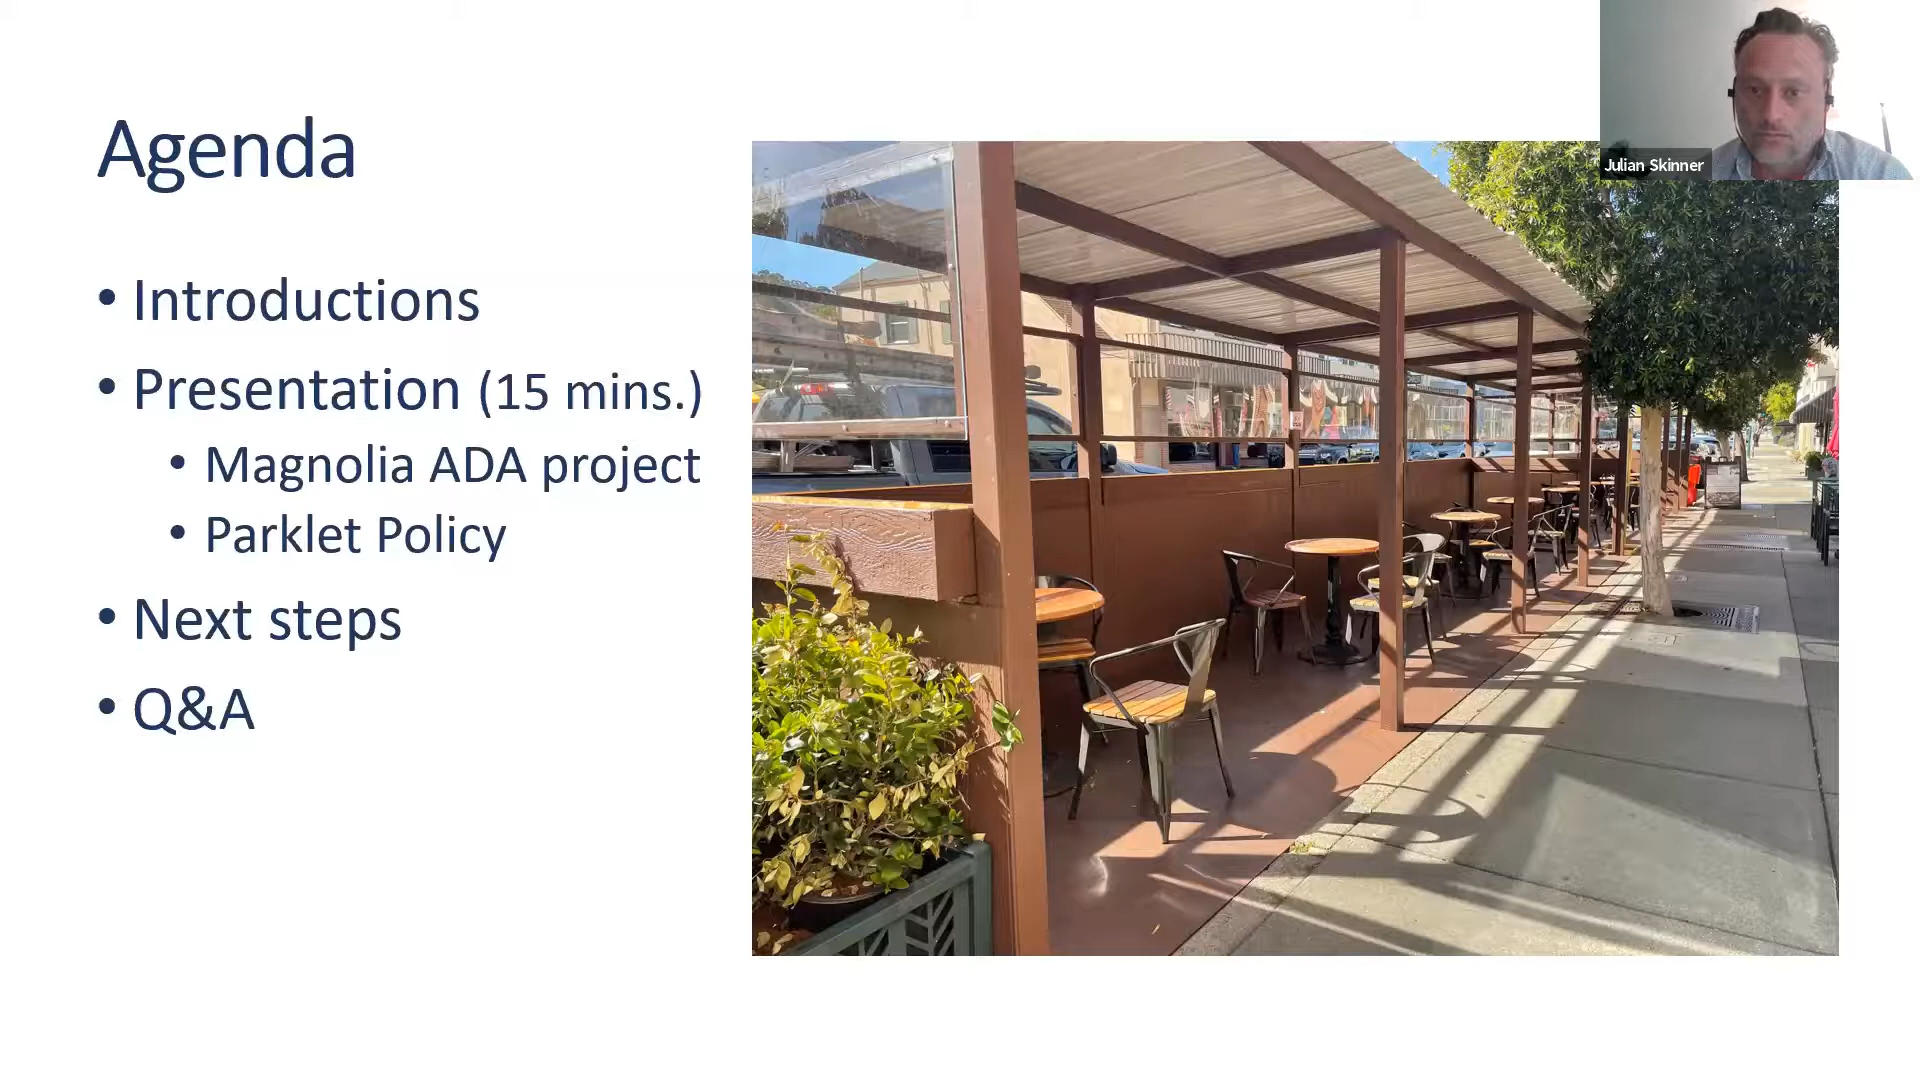 Agenda
• Introductions
• Presentation (15 mins.)
• Magnolia ADA project
• Parklet Policy
• Next steps
• Q&A
Julian Skinner